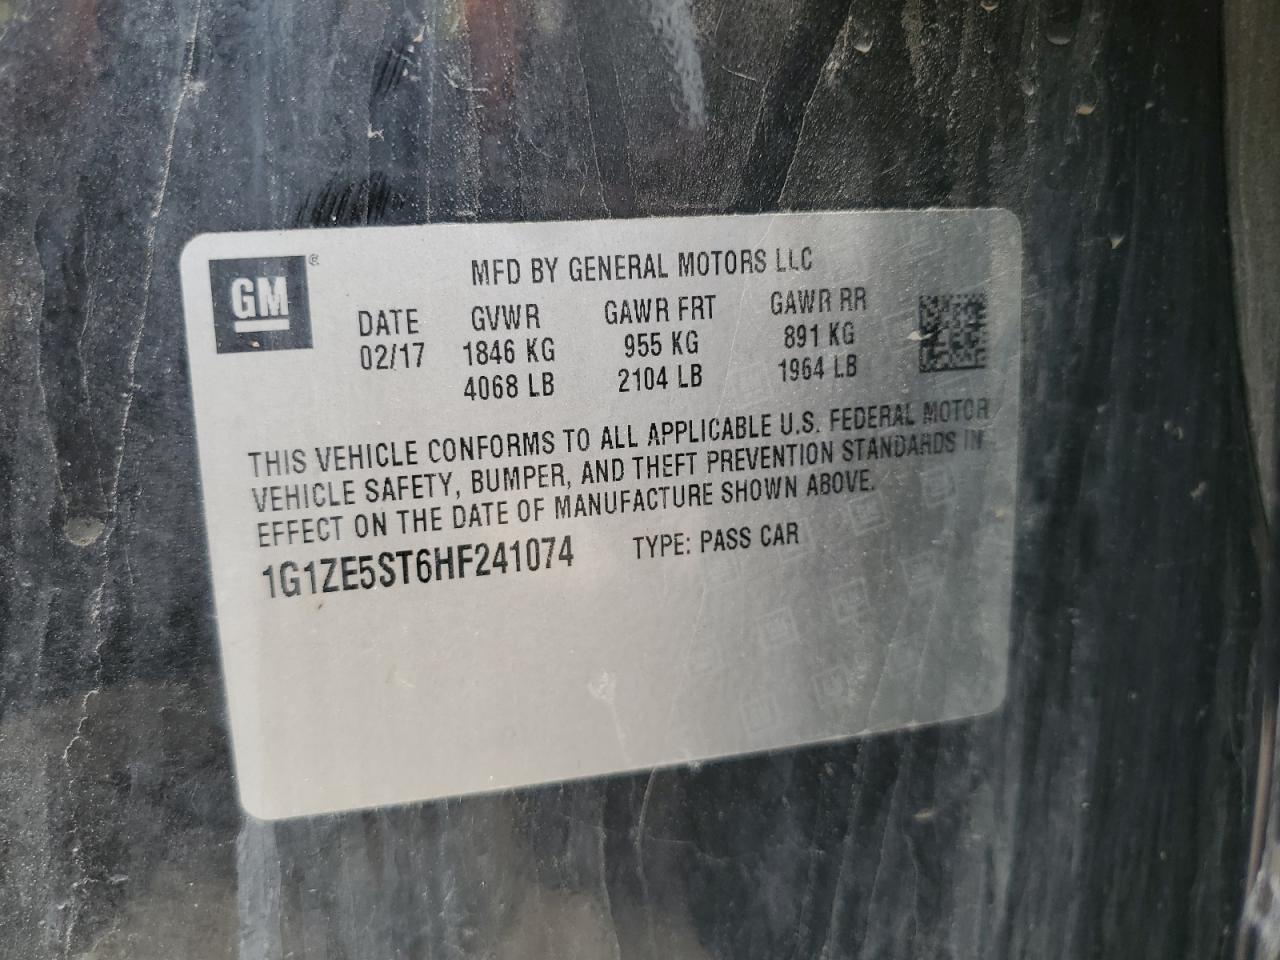 GM ®
MFD BY GENERAL MOTORS LLC
DATE GVWR GAWR FRT GAWR RR
02/17 1846 KG 955 KG 891 KG
4068 LB 2104 LB 1964 LB
THIS VEHICLE CONFORMS TO ALL APPLICABLE U.S. FEDERAL MOTOR
VEHICLE SAFETY, BUMPER, AND THEFT PREVENTION STANDARDS IN
EFFECT ON THE DATE OF MANUFACTURE SHOWN ABOVE.
1G1ZE5ST6HF241074 TYPE: PASS CAR